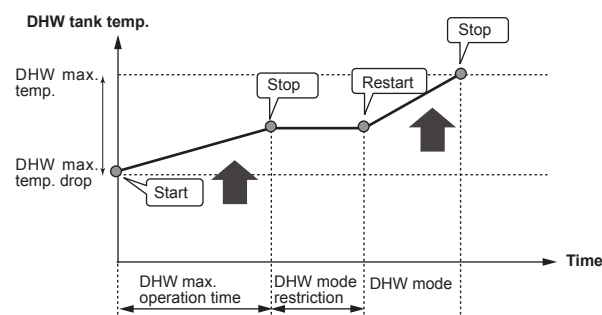 DHW tank temp.
Stop
DHW max.
temp.
Stop
Restart
DHW max.
temp. drop
Start
Time
DHW max.
operation time
DHW mode
restriction
DHW mode